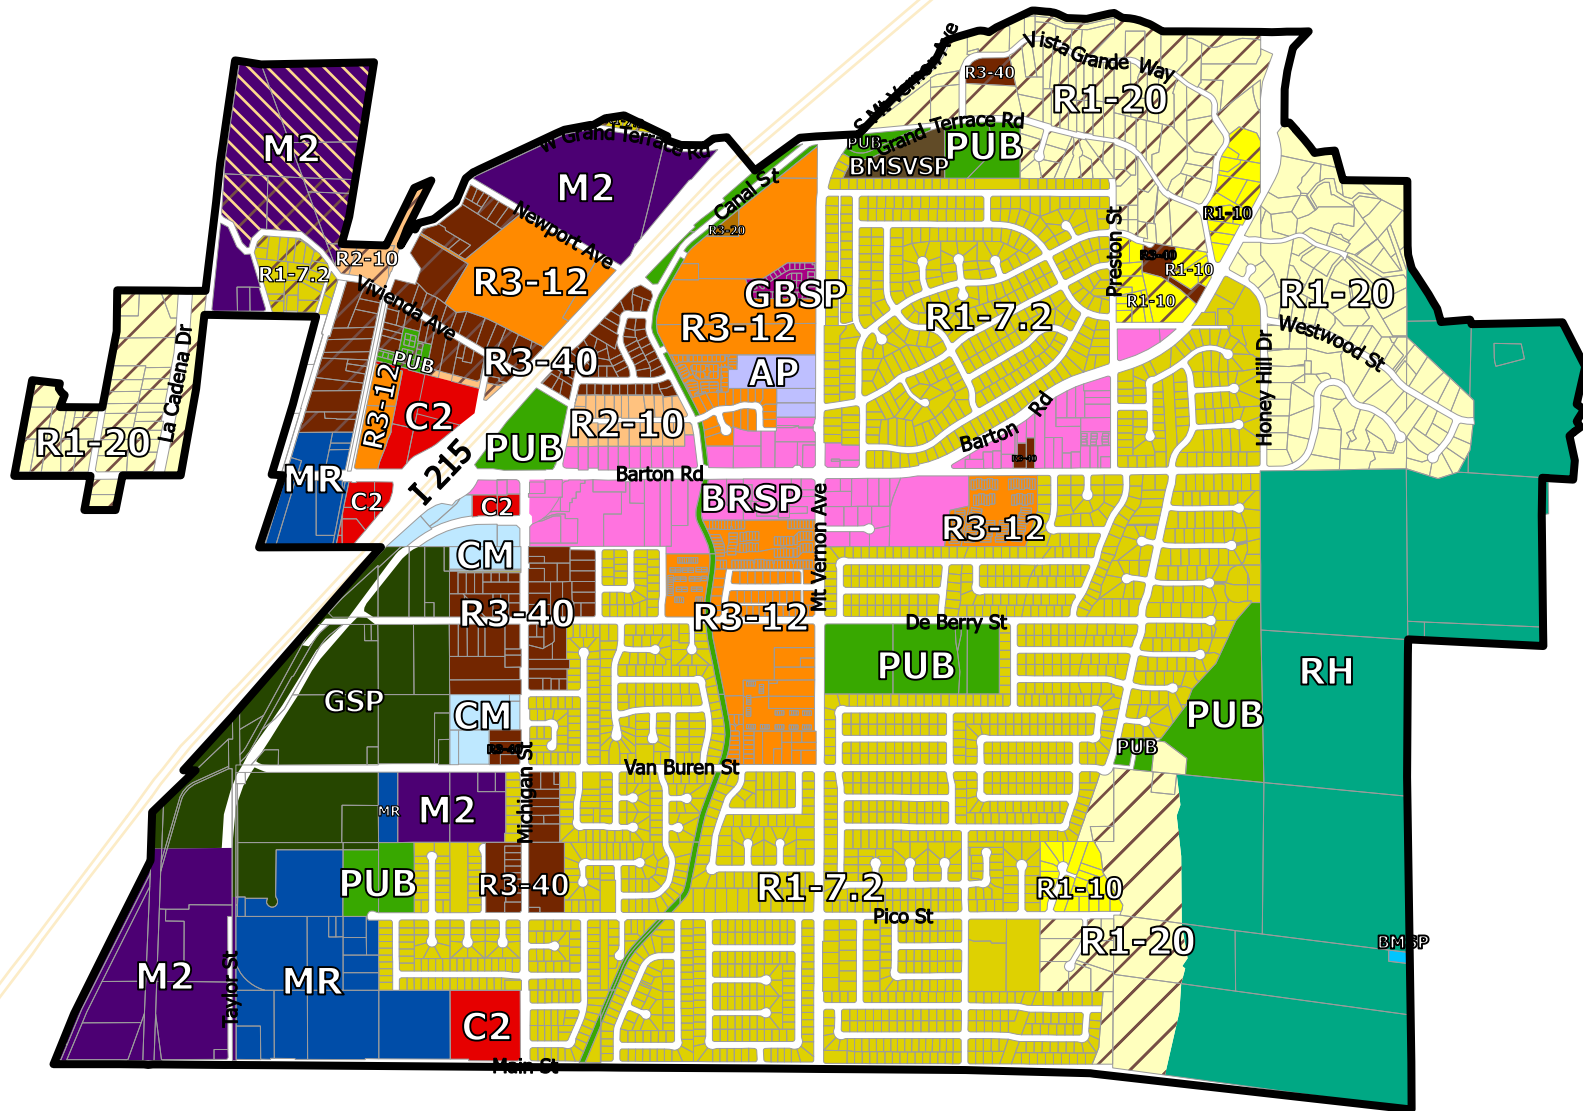 S Mt Vernon Ave
Vista Grande Way
R3-40
R1-20
W Grand Terrace Rd
Grand Terrace Rd
PUB
PUB
BMSVSP
M2
M2
Canal St
Newport Ave
R3-20
R1-10
Preston St
R2-10
R1-7.2
R3-40
R1-10
R3-12
GBSP
R1-10
R1-20
Vivienda Ave
R3-12
R1-7.2
Westwood St
La Cadena Dr
PUB
R3-40
AP
Honey Hill Dr
R3-12
C2
R2-10
Barton Rd
R1-20
PUB
R3-40
I 215
Barton Rd
MR
C2
C2
BRSP
Mt Vernon Ave
R3-12
CM
R3-40
R3-12
De Berry St
PUB
RH
GSP
CM
PUB
R3-40
PUB
Michigan St
Van Buren St
MR
M2
PUB
R3-40
R1-7.2
R1-10
Pico St
R1-20
BMSP
M2
Taylor St
MR
C2
Main St